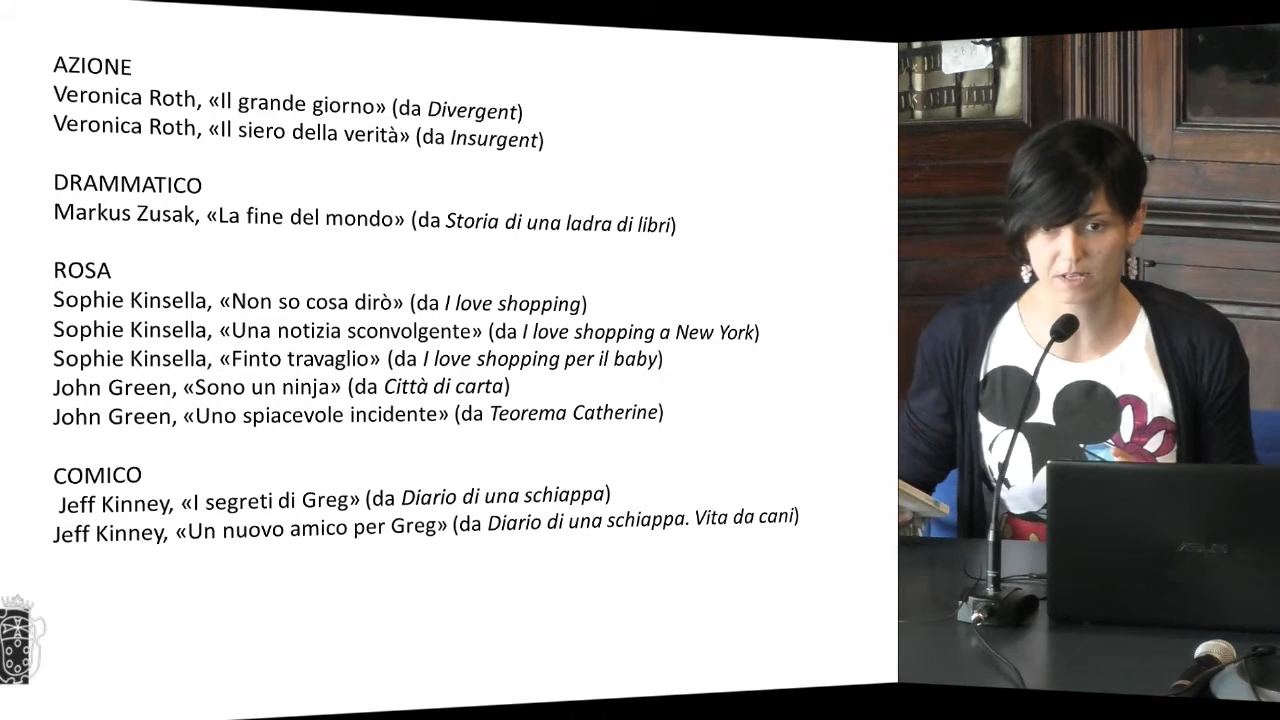 AZIONE
Veronica Roth, «Il grande giorno» (da Divergent)
Veronica Roth, «Il siero della verità» (da Insurgent)
DRAMMATICO
Markus Zusak, «La fine del mondo» (da Storia di una ladra di libri)
ROSA
Sophie Kinsella, «Non so cosa dirò» (da I love shopping)
Sophie Kinsella, «Una notizia sconvolgente» (da I love shopping a New York)
Sophie Kinsella, «Finto travaglio» (da I love shopping per il baby)
John Green, «Sono un ninja» (da Città di carta)
John Green, «Uno spiacevole incidente» (da Teorema Catherine)
COMICO
Jeff Kinney, «I segreti di Greg» (da Diario di una schiappa)
Jeff Kinney, «Un nuovo amico per Greg» (da Diario di una schiappa. Vita da cani)
ASUS